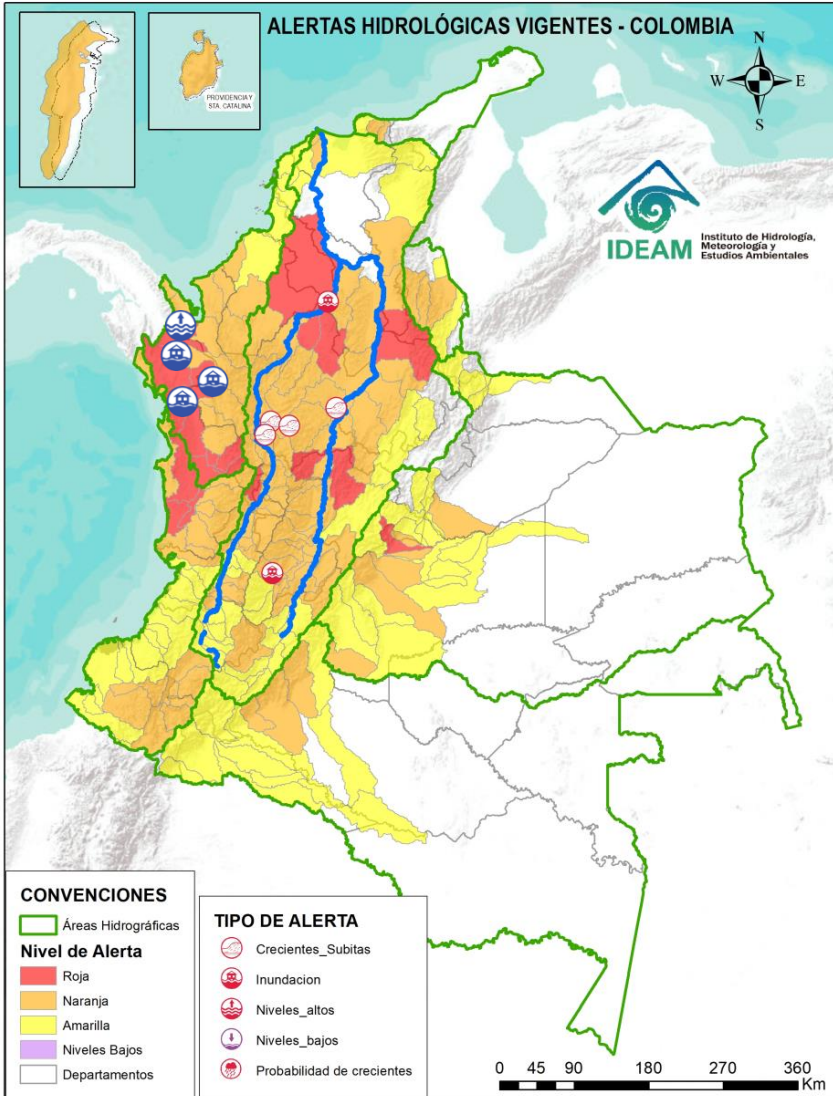 ALERTAS HIDROLÓGICAS VIGENTES - COLOMBIA
PROVIDENCIA Y
STA. CATALINA
N
W
E
S
IDEAM
Instituto de Hidrología,
Meteorología y
Estudios Ambientales
CONVENCIONES
Áreas Hidrográficas
Nivel de Alerta
Roja
Naranja
Amarilla
Niveles Bajos
Departamentos
TIPO DE ALERTA
Crecientes_Subitas
Inundacion
Niveles_altos
Niveles_bajos
Probabilidad de crecientes
0 45 90 180 270 360
Km